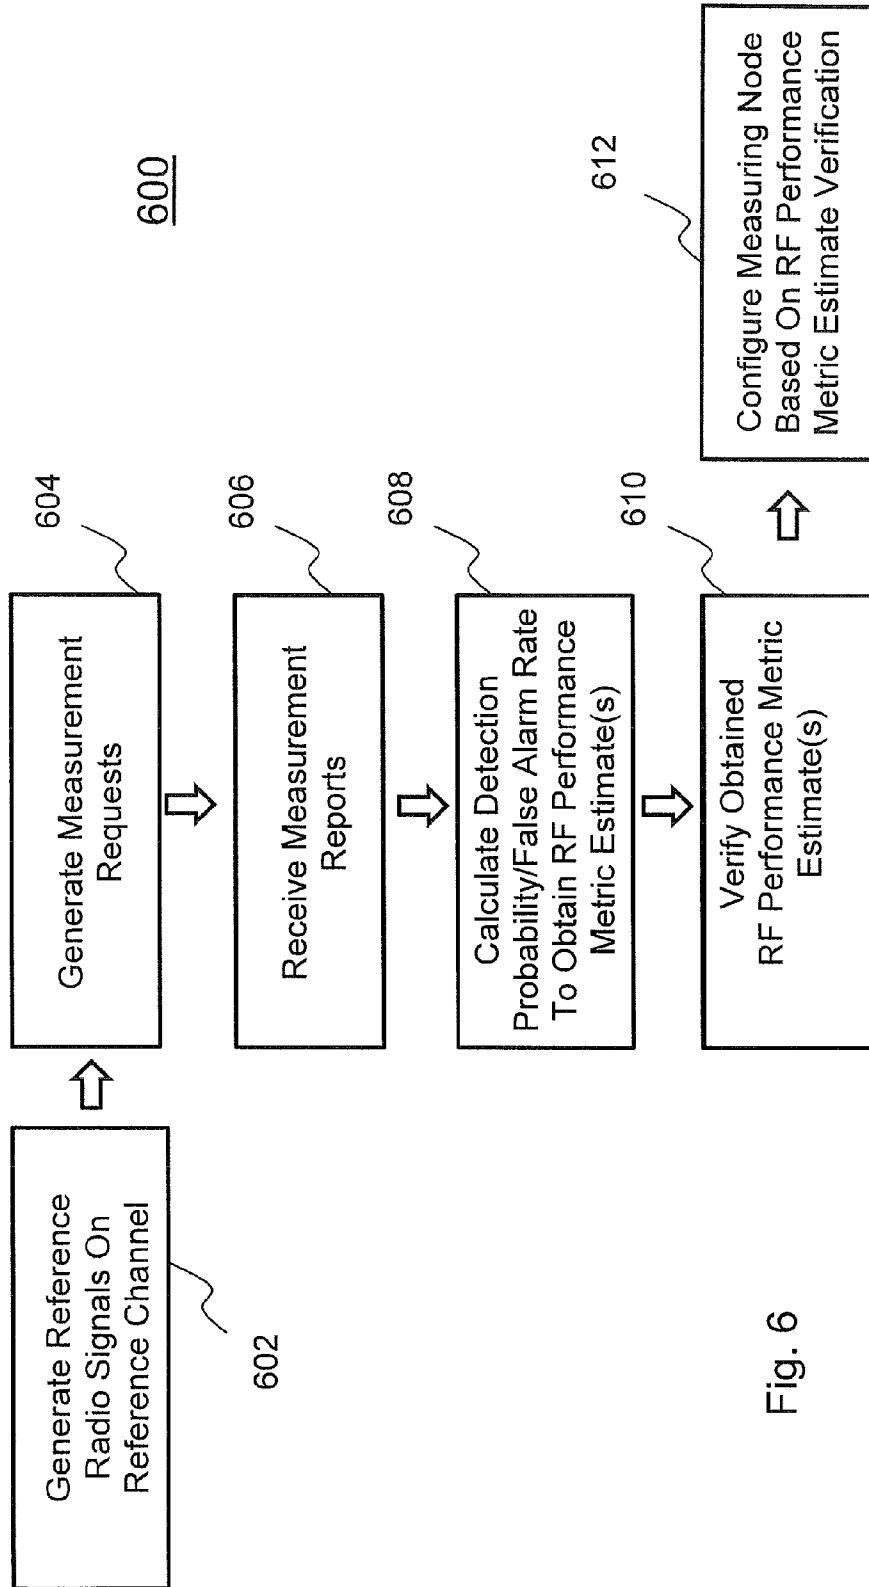 600
Generate Reference
Radio Signals On
Reference Channel
602
Generate Measurement
Requests
604
Receive Measurement
Reports
606
Calculate Detection
Probability/False Alarm Rate
To Obtain RF Performance
Metric Estimate(s)
608
Verify Obtained
RF Performance Metric
Estimate(s)
610
Configure Measuring Node
Based On RF Performance
Metric Estimate Verification
612
Fig. 6